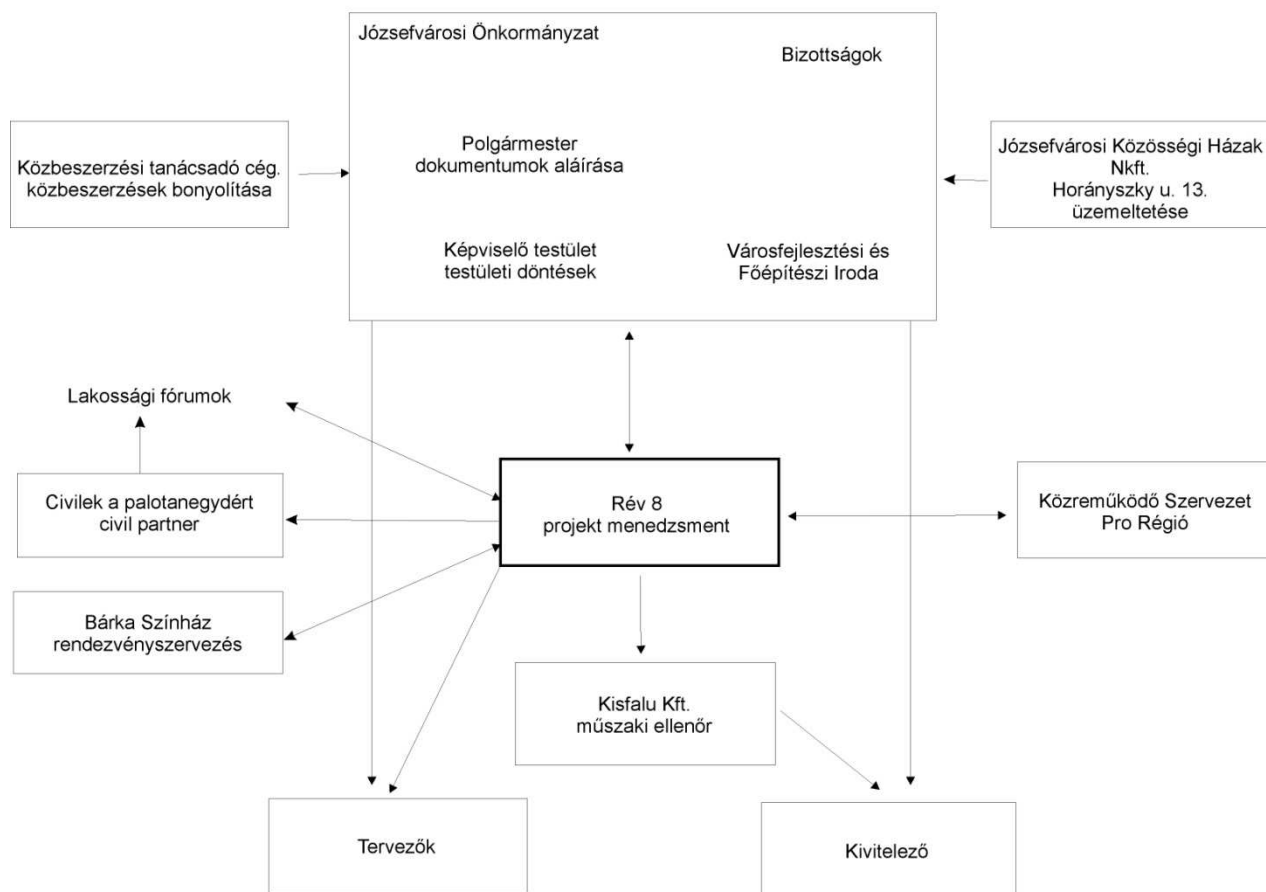 Józsefvárosi Önkormányzat
Bizottságok
Polgármester
dokumentumok aláírása
Képviselő testület
testületi döntések
Városfejlesztési és
Főépítészi Iroda
Közbeszerzési tanácsadó cég.
közbeszerzések bonyolítása
Józsefvárosi Közösségi Házak
Nkft.
Horányszky u. 13.
üzemeltetése
Lakossági fórumok
Civilek a palotanegydért
civil partner
Rév 8
projekt menedzsment
Közreműködő Szervezet
Pro Régió
Bárka Színház
rendezvényszervezés
Kisfalu Kft.
műszaki ellenőr
Tervezők
Kivitelező